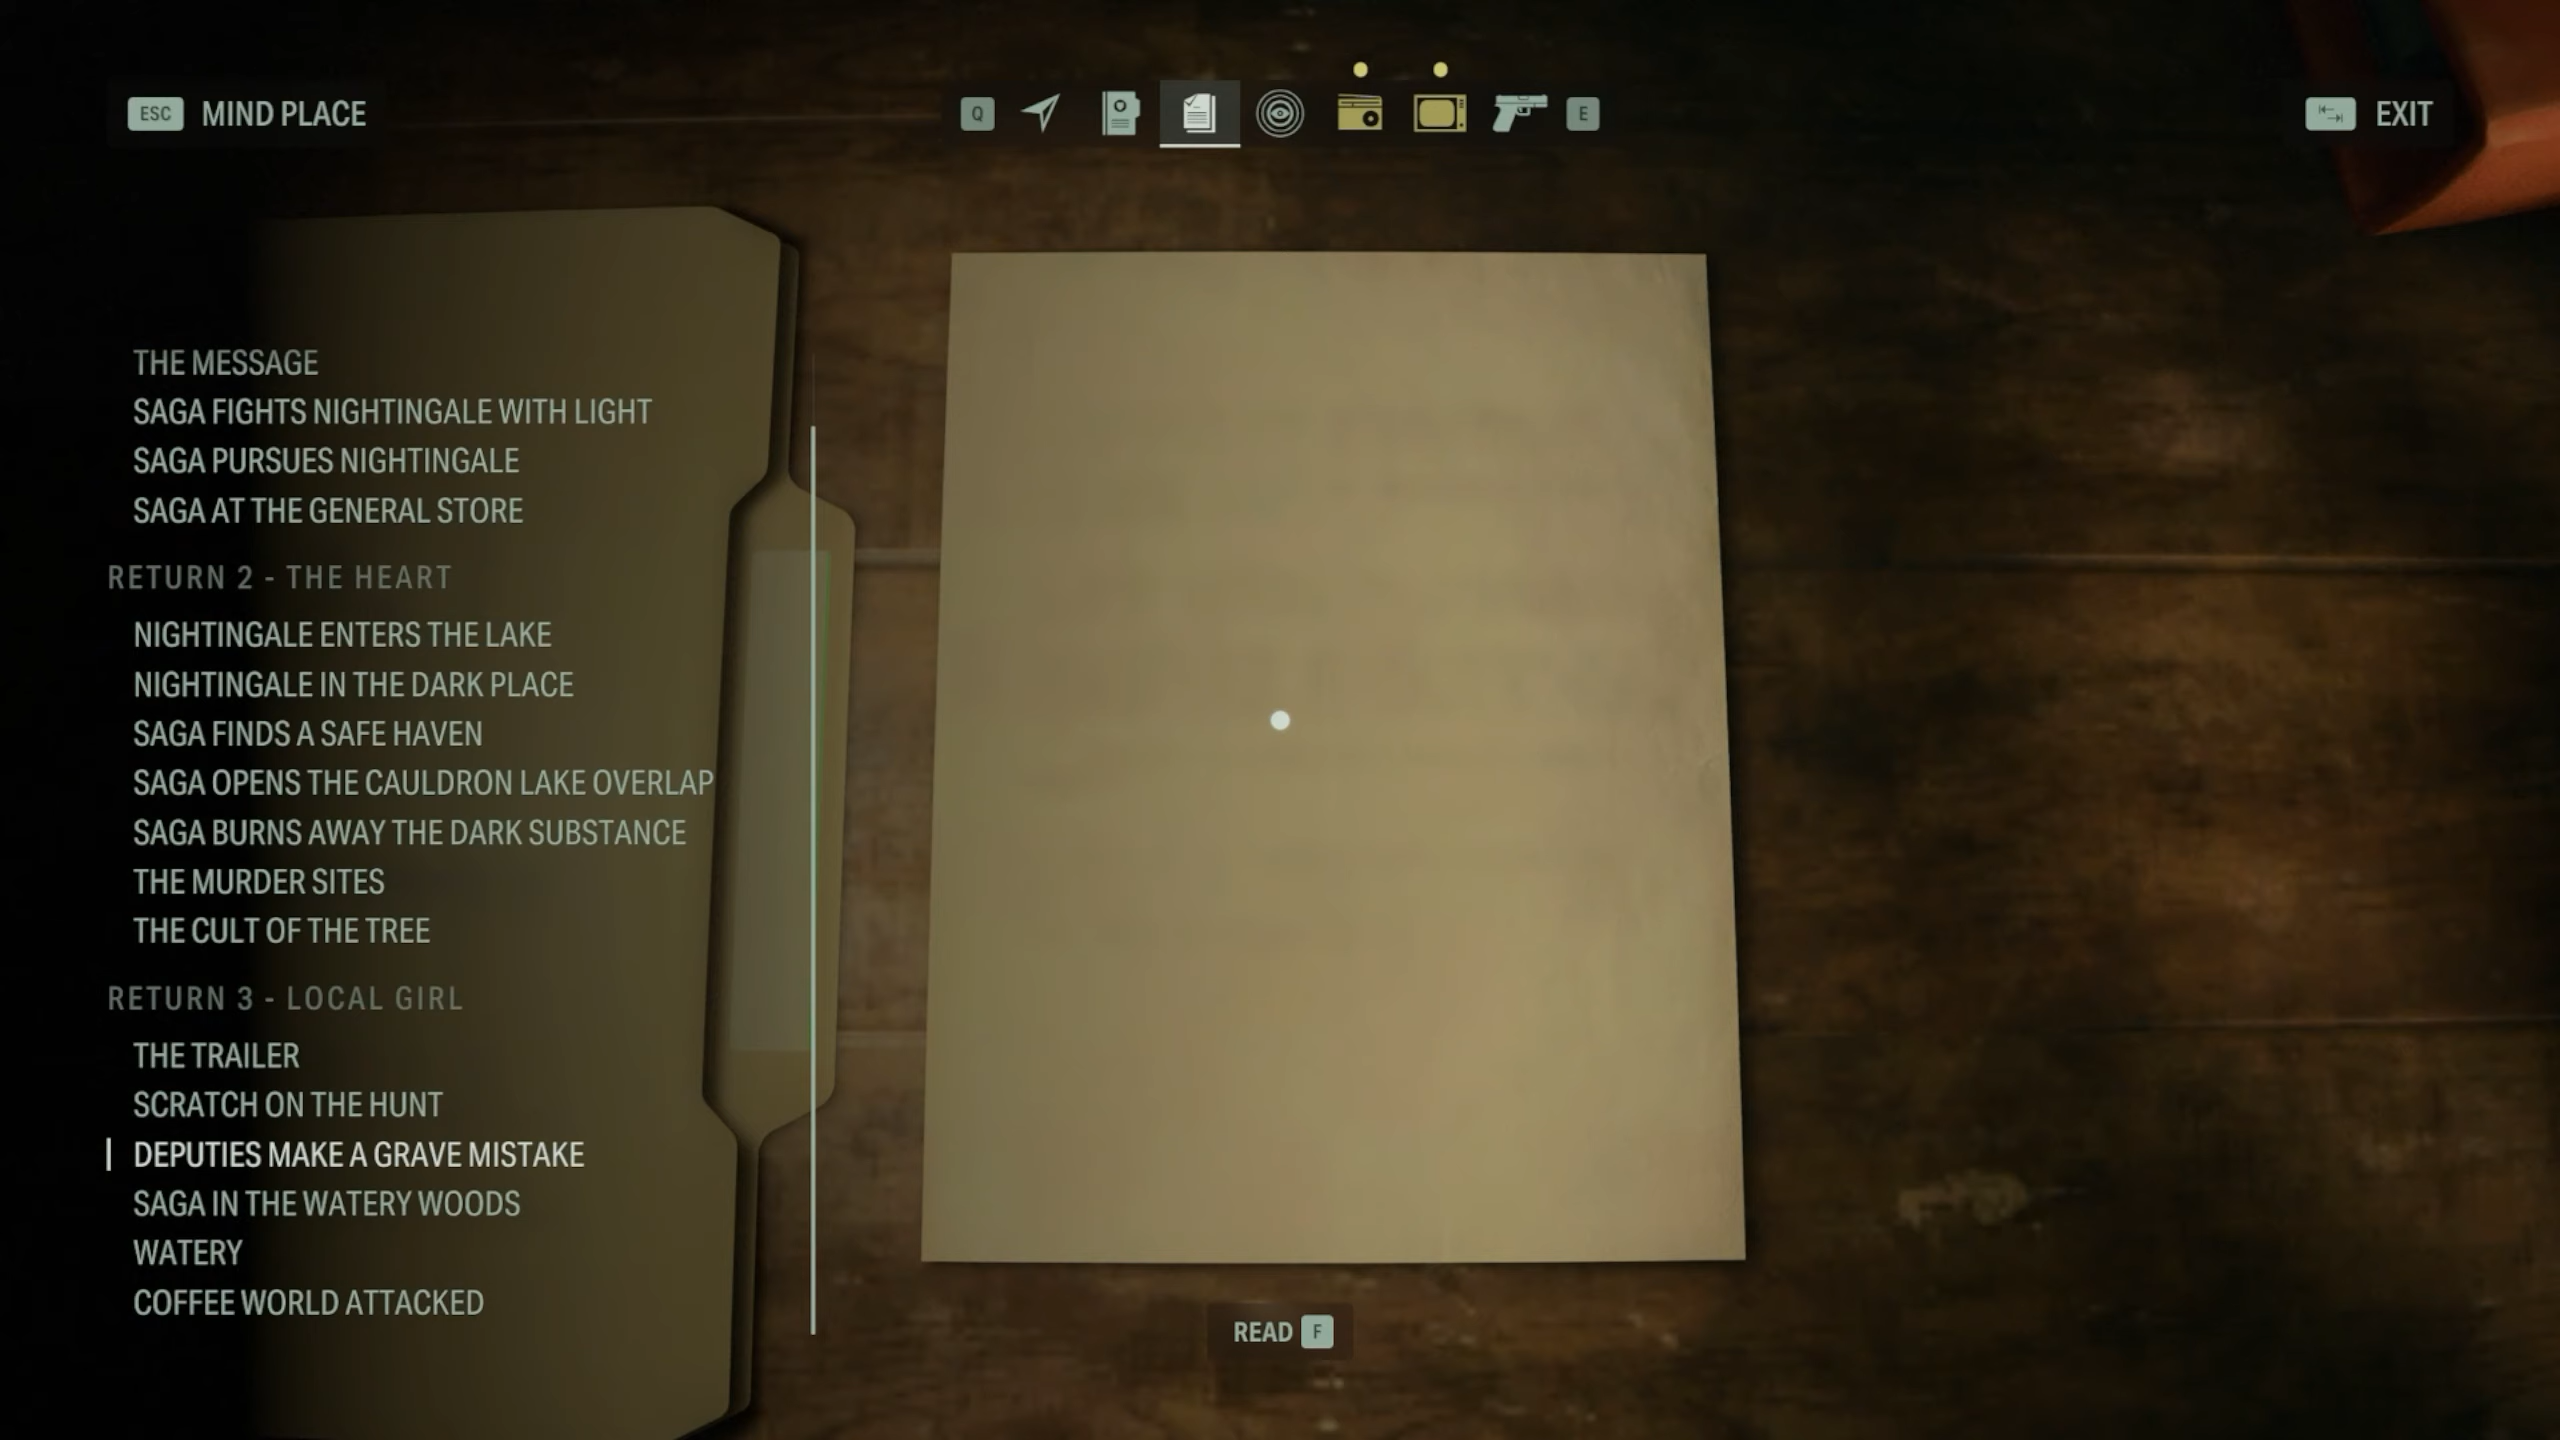 ESC MIND PLACE
Q E
EXIT
THE MESSAGE
SAGA FIGHTS NIGHTINGALE WITH LIGHT
SAGA PURSUES NIGHTINGALE
SAGA AT THE GENERAL STORE
RETURN 2 - THE HEART
NIGHTINGALE ENTERS THE LAKE
NIGHTINGALE IN THE DARK PLACE
SAGA FINDS A SAFE HAVEN
SAGA OPENS THE CAULDRON LAKE OVERLAP
SAGA BURNS AWAY THE DARK SUBSTANCE
THE MURDER SITES
THE CULT OF THE TREE
RETURN 3 - LOCAL GIRL
THE TRAILER
SCRATCH ON THE HUNT
DEPUTIES MAKE A GRAVE MISTAKE
SAGA IN THE WATERY WOODS
WATERY
COFFEE WORLD ATTACKED
READ F